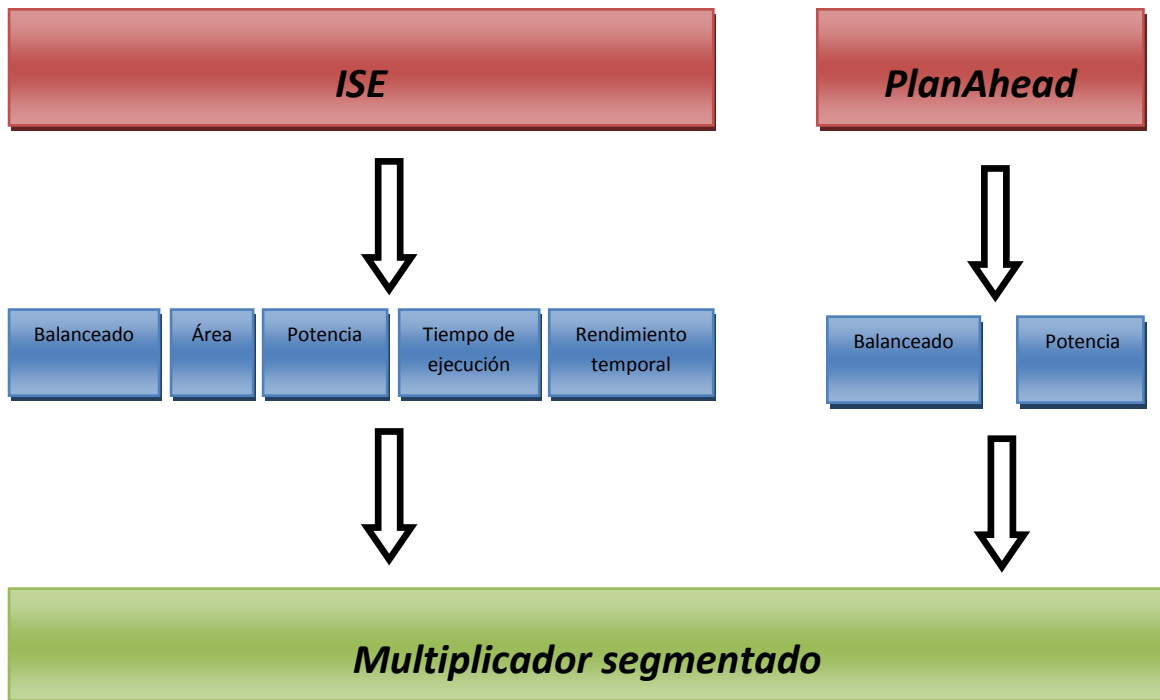 ISE
PlanAhead
Balanceado
Área
Potencia
Tiempo de
ejecución
Rendimiento
temporal
Balanceado
Potencia
Multiplicador segmentado